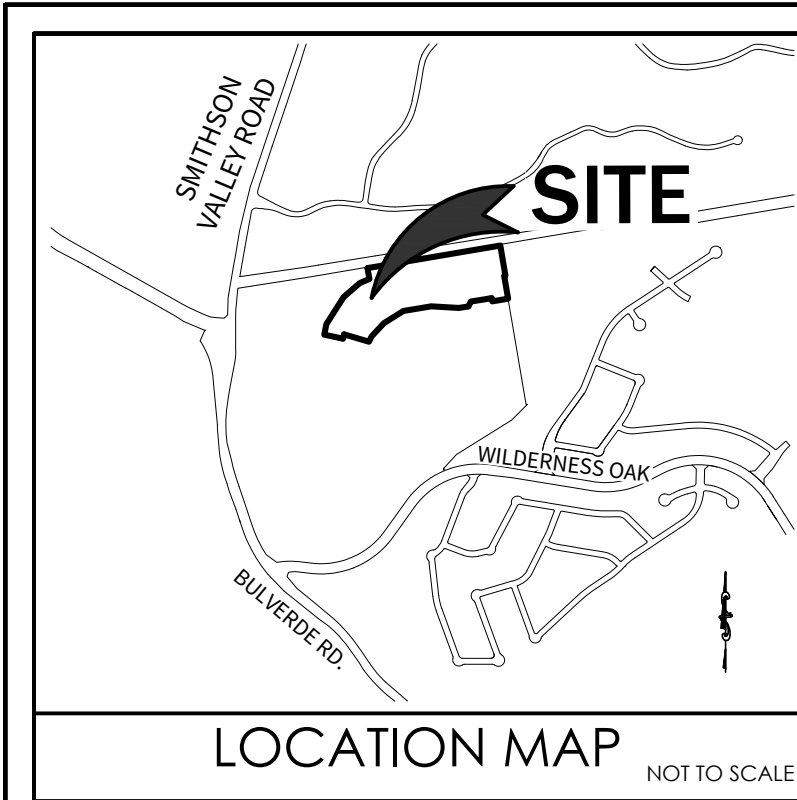 SMITHSON
VALLEY ROAD
SITE
WILDERNESS OAK
BULVERDE RD.
LOCATION MAP
NOT TO SCALE